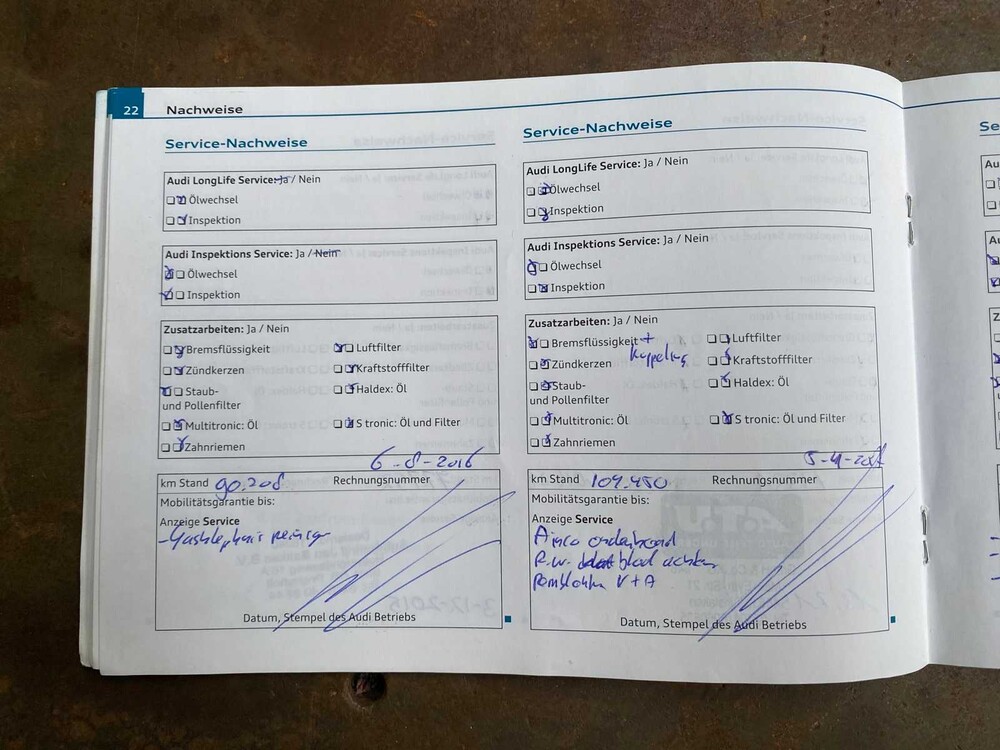 22 Nachweise
Service-Nachweise
Audi LongLife Service: Ja / Nein
Ölwechsel
Inspektion
Audi Inspektions Service: Ja / Nein
Ölwechsel
Inspektion
Zusatzarbeiten: Ja / Nein
Bremsflüssigkeit Luftfilter
Zündkerzen Kraftstofffilter
Staub- Haldex: Öl
und Pollenfilter
Multitronic: Öl S tronic: Öl und Filter
Zahnriemen
6-8-2016
km Stand 90.208 Rechnungsnummer
Mobilitätsgarantie bis:
Anzeige Service
Datum, Stempel des Audi Betriebs
Service-Nachweise
Audi LongLife Service: Ja / Nein
Ölwechsel
Inspektion
Audi Inspektions Service: Ja / Nein
Ölwechsel
Inspektion
Zusatzarbeiten: Ja / Nein
Bremsflüssigkeit + Luftfilter
Koppeling
Zündkerzen Kraftstofffilter
Staub- Haldex: Öl
und Pollenfilter
Multitronic: Öl S tronic: Öl und Filter
Zahnriemen
km Stand 109.450 Rechnungsnummer
Mobilitätsgarantie bis:
Anzeige Service
Airco onderhoud
R.W. blad achter
Remblokken V+A
Datum, Stempel des Audi Betriebs